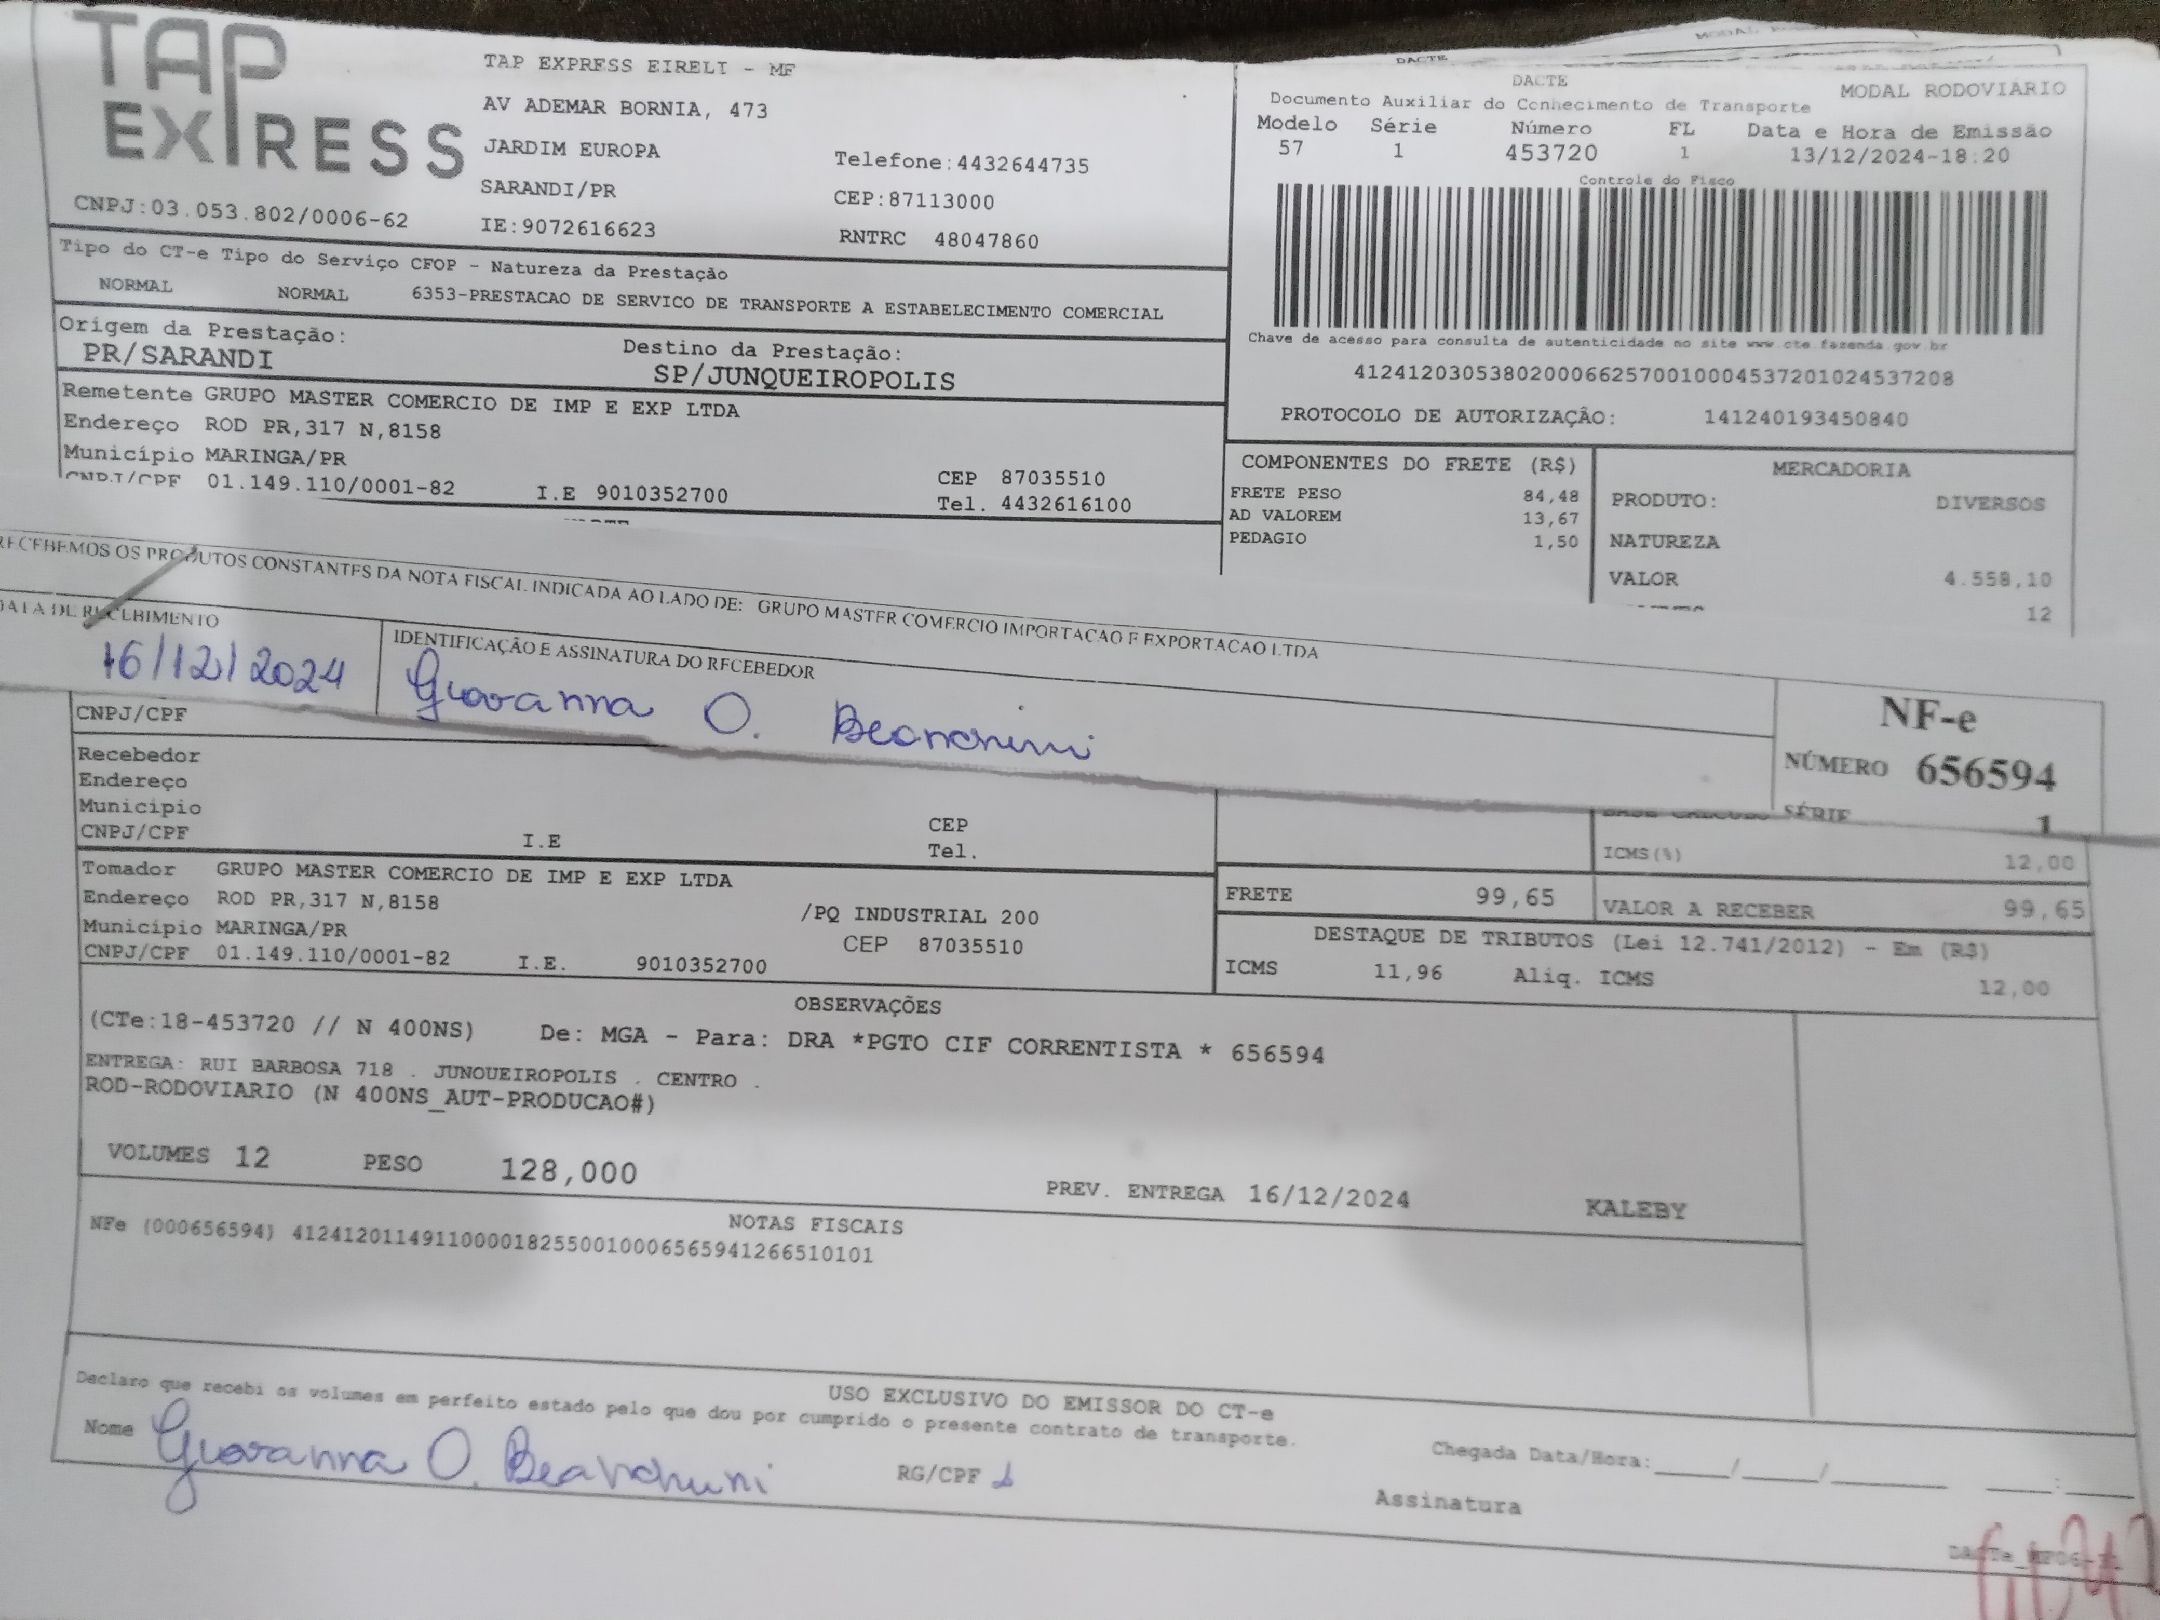 TAP
EXPRESS
TAP EXPRESS EIRELI - MF
AV ADEMAR BORNIA, 473
JARDIM EUROPA
SARANDI/PR
IE:9072616623
Telefone:4432644735
CEP:87113000
RNTRC 48047860
CNPJ:03.053.802/0006-62
DACTE
DACTE
MODAL RODOVIÁRIO
Documento Auxiliar do Conhecimento de Transporte
Modelo Série Número FL Data e Hora de Emissão
57 1 453720 1 13/12/2024-18:20
Controle do Fisco
Chave de acesso para consulta de autenticidade no site www.cte.fazenda.gov.br
41241203053802000662570010004537201024537208
PROTOCOLO DE AUTORIZAÇÃO: 141240193450840
Tipo do CT-e Tipo do Serviço CFOP - Natureza da Prestação
NORMAL NORMAL 6353-PRESTACAO DE SERVICO DE TRANSPORTE A ESTABELECIMENTO COMERCIAL
Origem da Prestação: Destino da Prestação:
PR/SARANDI SP/JUNQUEIROPOLIS
Remetente GRUPO MASTER COMERCIO DE IMP E EXP LTDA
Endereço ROD PR,317 N,8158
Município MARINGA/PR CEP 87035510
CNPJ/CPF 01.149.110/0001-82 I.E 9010352700 Tel. 4432616100
COMPONENTES DO FRETE (R$)
FRETE PESO 84,48
AD VALOREM 13,67
PEDAGIO 1,50
MERCADORIA
PRODUTO: DIVERSOS
NATUREZA
VALOR 4.558,10
12
RECEBEMOS OS PRODUTOS CONSTANTES DA NOTA FISCAL INDICADA AO LADO DE: GRUPO MASTER COMERCIO IMPORTACAO E EXPORTACAO LTDA
DATA DE RECEBIMENTO IDENTIFICAÇÃO E ASSINATURA DO RECEBEDOR
16/12/2024 Giovanna O. Beanchini
NF-e
NÚMERO 656594
SÉRIE 1
CNPJ/CPF
Recebedor
Endereço
Município CEP
CNPJ/CPF I.E Tel.
BASE CALCULO
ICMS(%) 12,00
Tomador GRUPO MASTER COMERCIO DE IMP E EXP LTDA
Endereço ROD PR,317 N,8158 /PQ INDUSTRIAL 200
Município MARINGA/PR CEP 87035510
CNPJ/CPF 01.149.110/0001-82 I.E. 9010352700
FRETE 99,65 VALOR A RECEBER 99,65
DESTAQUE DE TRIBUTOS (Lei 12.741/2012) - Em (R$)
ICMS 11,96 Aliq. ICMS 12,00
OBSERVAÇÕES
(CTe:18-453720 // N 400NS) De: MGA - Para: DRA *PGTO CIF CORRENTISTA * 656594
ENTREGA: RUI BARBOSA 718 . JUNQUEIROPOLIS . CENTRO .
ROD-RODOVIARIO (N 400NS_AUT-PRODUCAO#)
VOLUMES 12 PESO 128,000 PREV. ENTREGA 16/12/2024 KALEBY
NOTAS FISCAIS
NFe (000656594) 41241201149110000182550010006565941266510101
USO EXCLUSIVO DO EMISSOR DO CT-e
Declaro que recebi os volumes em perfeito estado pelo que dou por cumprido o presente contrato de transporte.
Nome Giovanna O. Beanchini RG/CPF Chegada Data/Hora:_____/_____/________ ____:_____
Assinatura